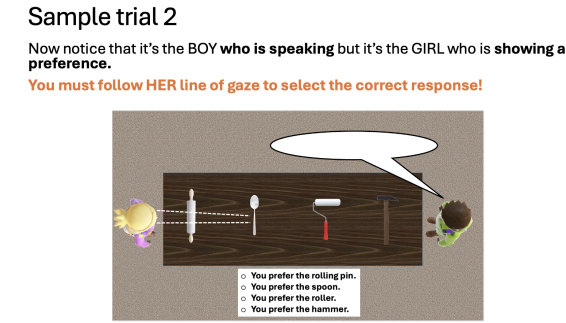 Sample trial 2
Now notice that it's the BOY who is speaking but it's the GIRL who is showing a
preference.
You must follow HER line of gaze to select the correct response!
o You prefer the rolling pin.
o You prefer the spoon.
o You prefer the roller.
o You prefer the hammer.